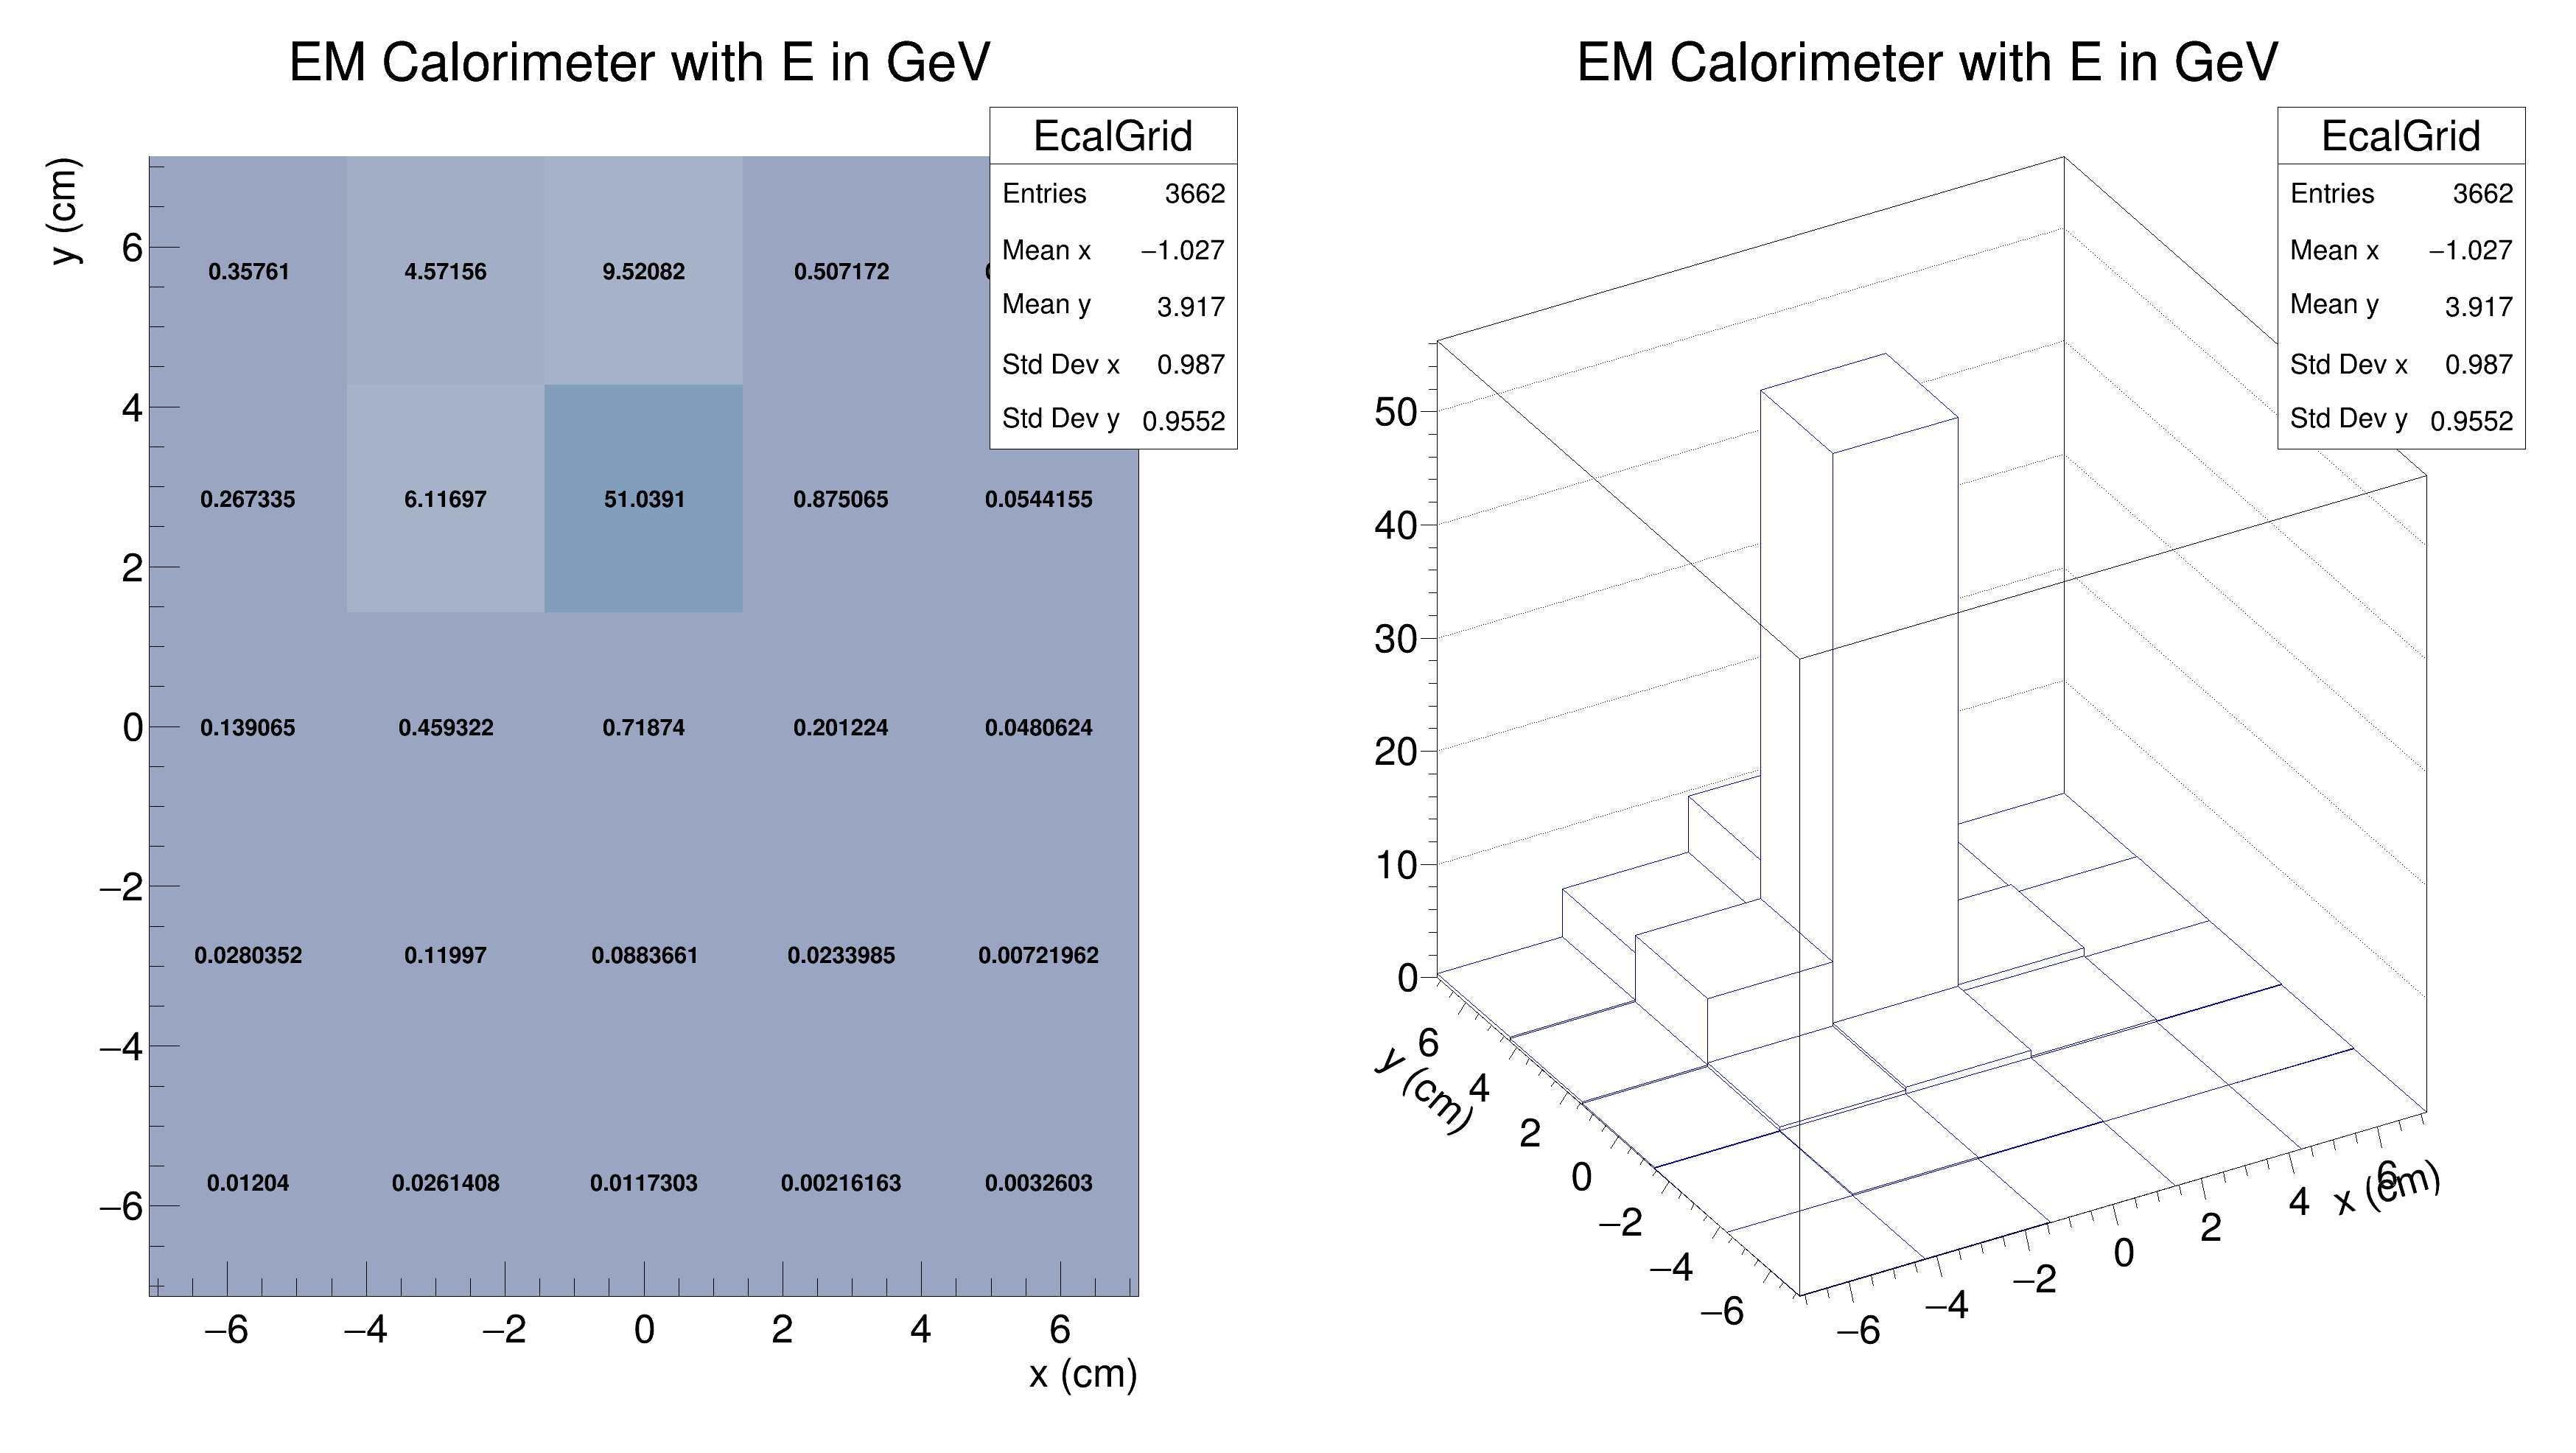 EM Calorimeter with E in GeV
EcalGrid
Entries 3662
Mean x −1.027
Mean y 3.917
Std Dev x 0.987
Std Dev y 0.9552
y (cm)
6
4
2
0
−2
−4
−6
0.35761 4.57156 9.52082 0.507172
0.267335 6.11697 51.0391 0.875065 0.0544155
0.139065 0.459322 0.71874 0.201224 0.0480624
0.0280352 0.11997 0.0883661 0.0233985 0.00721962
0.01204 0.0261408 0.0117303 0.00216163 0.0032603
−6 −4 −2 0 2 4 6
x (cm)
EM Calorimeter with E in GeV
EcalGrid
Entries 3662
Mean x −1.027
Mean y 3.917
Std Dev x 0.987
Std Dev y 0.9552
50
40
30
20
10
0
6
4
2
0
−2
−4
−6
y (cm)
−6 −4 −2 0 2 4 6
x (cm)